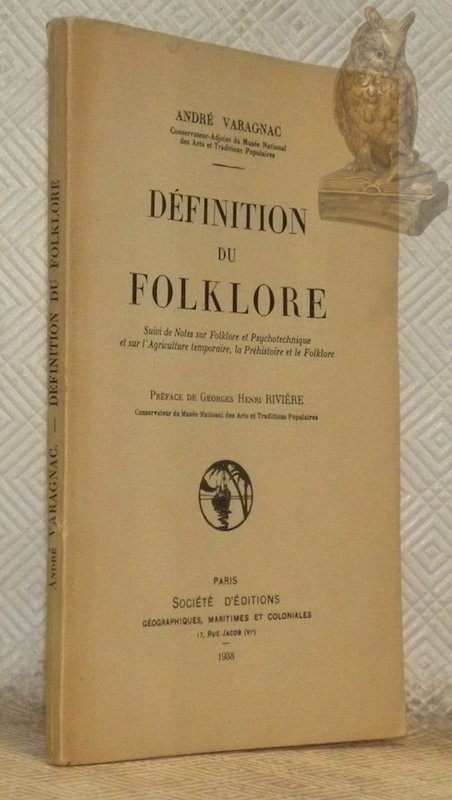 ANDRÉ VARAGNAC
Conservateur-Adjoint du Musée National
des Arts et Traditions Populaires
DÉFINITION
DU
FOLKLORE
Suivi de Notes sur Folklore et Psychotechnique
et sur l'Agriculture temporaire, la Préhistoire et le Folklore
PRÉFACE DE GEORGES HENRI RIVIÈRE
Conservateur du Musée National des Arts et Traditions Populaires
PARIS
SOCIÉTÉ D'ÉDITIONS
GÉOGRAPHIQUES, MARITIMES ET COLONIALES
17, RUE JACOB (VIe)
1938
ANDRÉ VARAGNAC. — DÉFINITION DU FOLKLORE